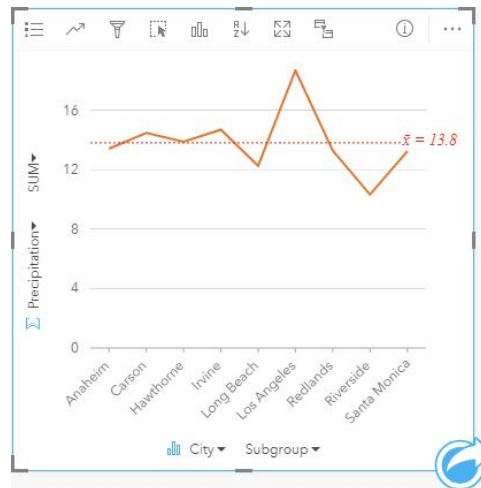 16
x̄ = 13.8
12
8
4
0
SUM
Precipitation
Anaheim
Carson
Hawthorne
Irvine
Long Beach
Los Angeles
Redlands
Riverside
Santa Monica
City Subgroup